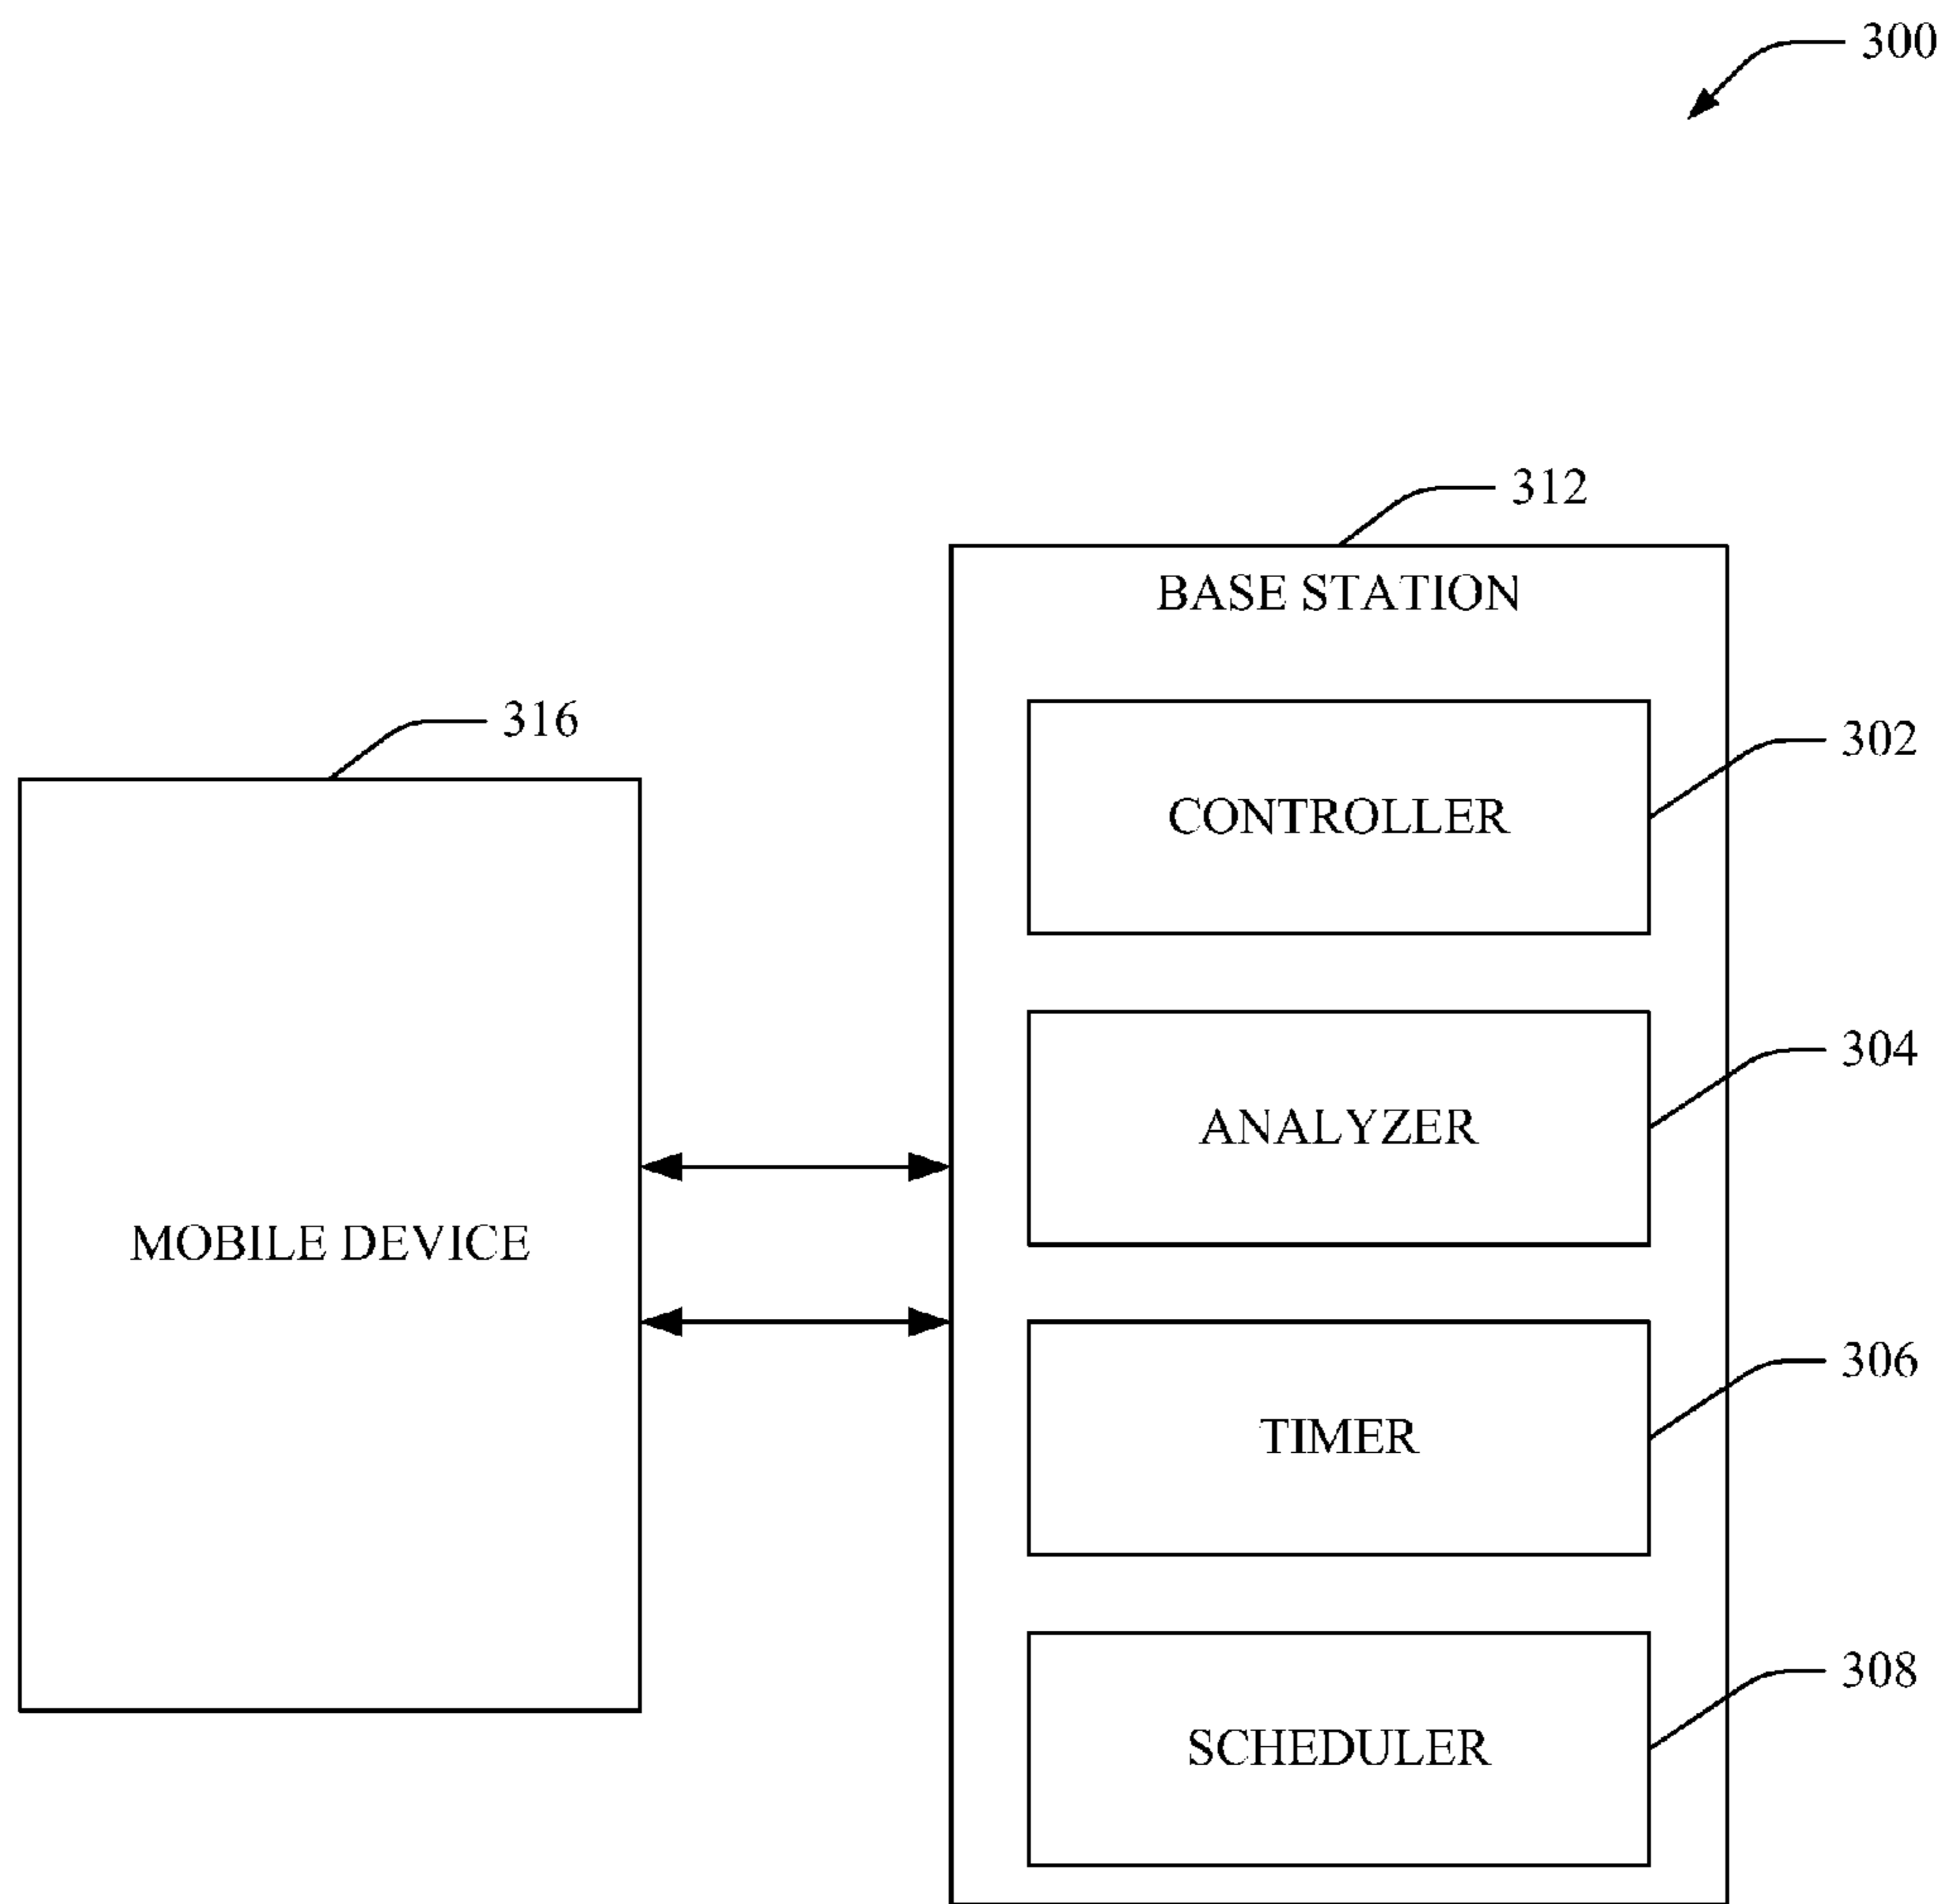 300
312
BASE STATION
316
302
CONTROLLER
304
ANALYZER
MOBILE DEVICE
306
TIMER
308
SCHEDULER